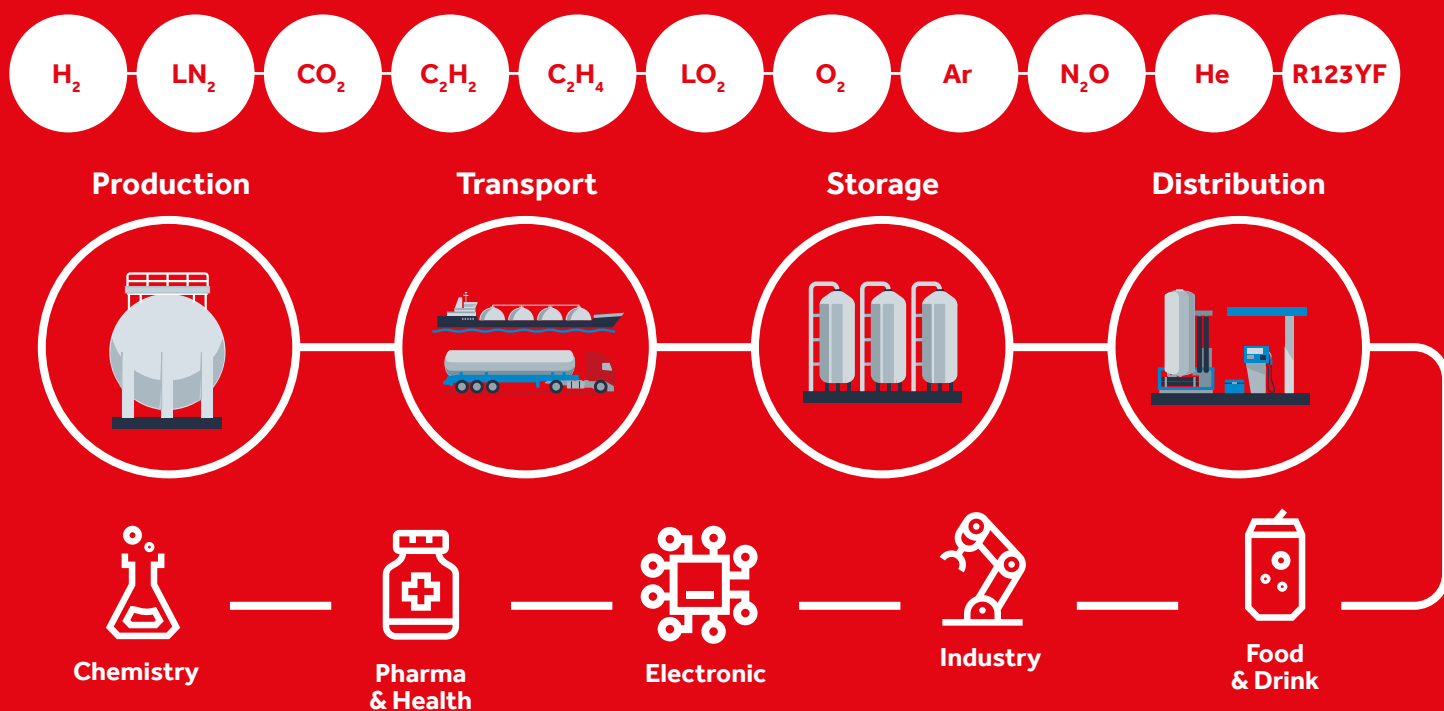 H₂ LN₂ CO₂ C₂H₂ C₂H₄ LO₂ O₂ Ar N₂O He R123YF
Production Transport Storage Distribution
Chemistry
Pharma
& Health
Electronic
Industry
Food
& Drink